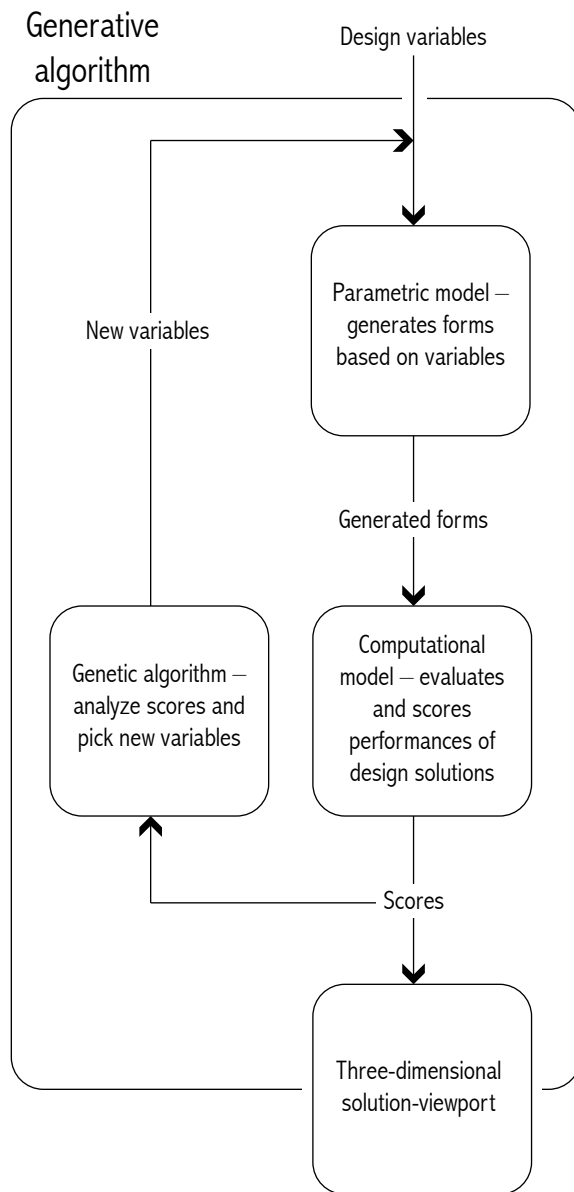 Generative
algorithm
Design variables
Parametric model –
generates forms
based on variables
New variables
Generated forms
Genetic algorithm –
analyze scores and
pick new variables
Computational
model – evaluates
and scores
performances of
design solutions
Scores
Three-dimensional
solution-viewport